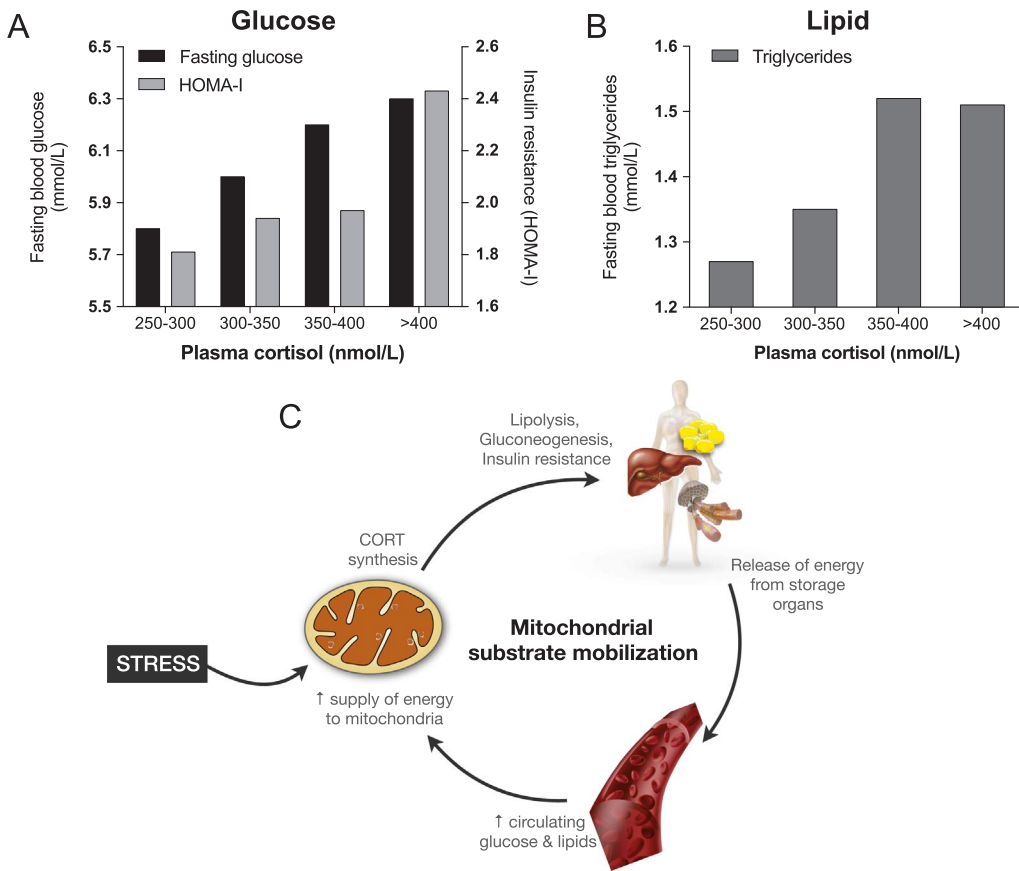 A
Glucose
Fasting glucose
HOMA-I
Fasting blood glucose
(mmol/L)
6.5
6.3
6.1
5.9
5.7
5.5
2.6
2.4
2.2
2.0
1.8
1.6
Insulin resistance (HOMA-I)
250-300
300-350
350-400
>400
Plasma cortisol (nmol/L)
B
Lipid
Triglycerides
Fasting blood triglycerides
(mmol/L)
1.6
1.5
1.4
1.3
1.2
250-300
300-350
350-400
>400
Plasma cortisol (nmol/L)
C
Lipolysis,
Gluconeogenesis,
Insulin resistance
CORT
synthesis
Release of energy
from storage
organs
Mitochondrial
substrate mobilization
STRESS
↑ supply of energy
to mitochondria
↑ circulating
glucose & lipids